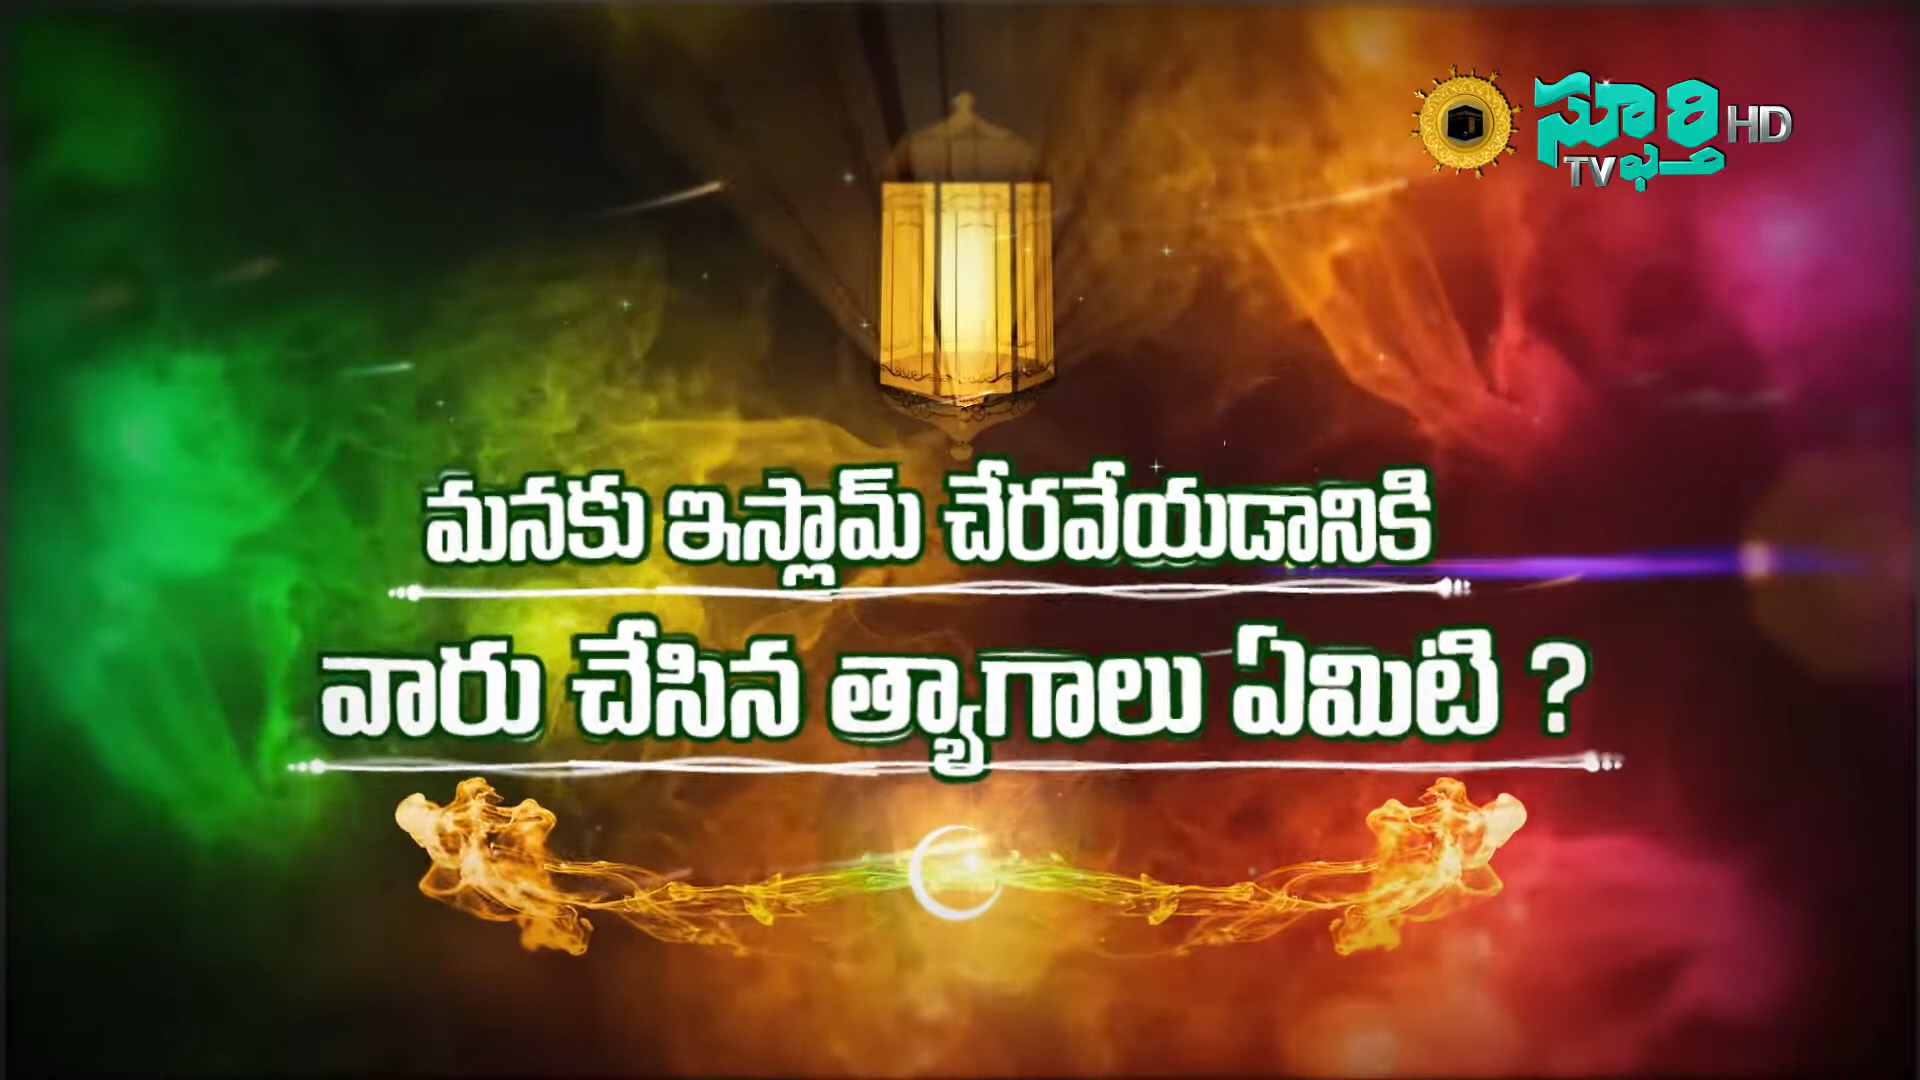 స్ఫూర్తి TV HD
మనకు ఇస్లామ్ చేరవేయడానికి
వారు చేసిన త్యాగాలు ఏమిటి ?